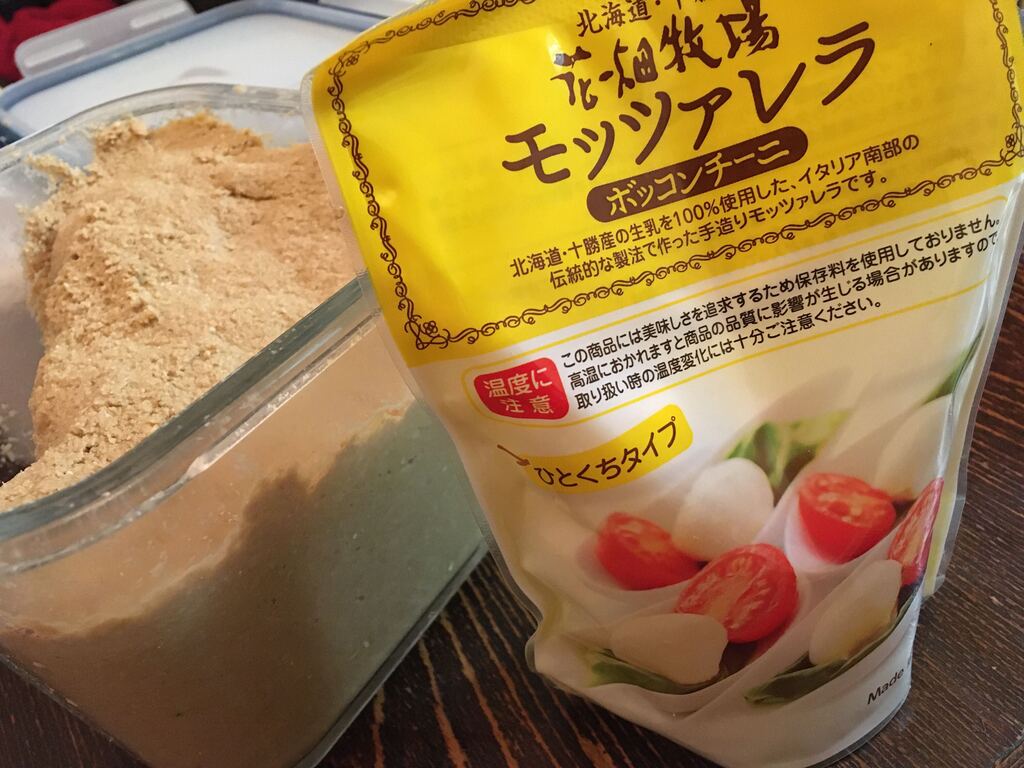 北海道・十
花畑牧場
モッツァレラ
ボッコンチーニ
北海道・十勝産の生乳を100%使用した、イタリア南部の
伝統的な製法で作った手造りモッツァレラです。
温度に
注意
この商品には美味しさを追求するため保存料を使用しておりません。
高温におかれますと商品の品質に影響が生じる場合がありますので
取り扱い時の温度変化には十分ご注意ください。
ひとくちタイプ
Made